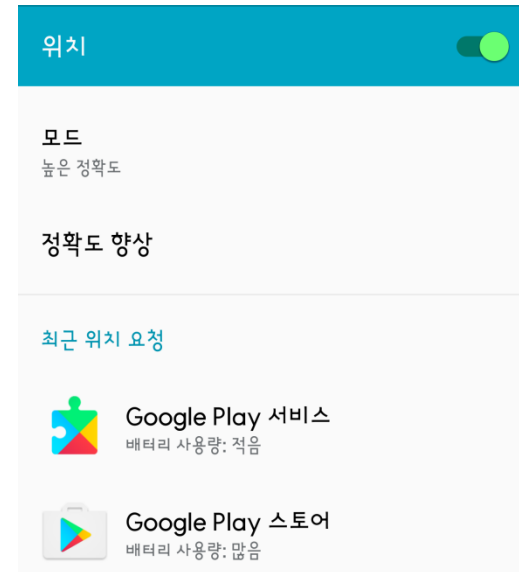 위치
모드
높은 정확도
정확도 향상
최근 위치 요청
Google Play 서비스
배터리 사용량: 적음
Google Play 스토어
배터리 사용량: 많음